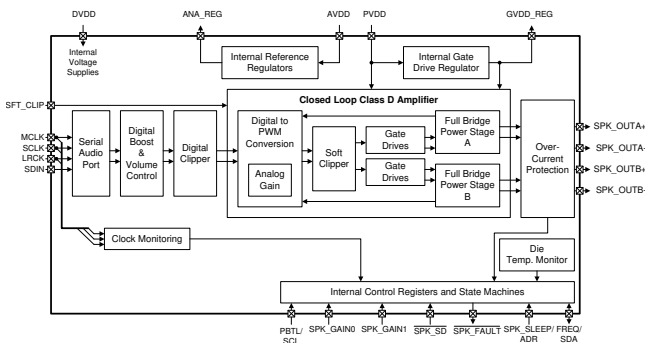 DVDD
ANA_REG
AVDD
PVDD
GVDD_REG
Internal
Voltage
Supplies
Internal Reference
Regulators
Internal Gate
Drive Regulator
SFT_CLIP
Closed Loop Class D Amplifier
MCLK
SCLK
LRCK
SDIN
Serial
Audio
Port
Digital
Boost
&
Volume
Control
Digital
Clipper
Digital to
PWM
Conversion
Analog
Gain
Soft
Clipper
Gate
Drives
Gate
Drives
Full Bridge
Power Stage
A
Full Bridge
Power Stage
B
Over-
Current
Protection
SPK_OUTA+
SPK_OUTA-
SPK_OUTB+
SPK_OUTB-
Clock Monitoring
Die
Temp. Monitor
Internal Control Registers and State Machines
PBTL/
SCL
SPK_GAIN0
SPK_GAIN1
SPK_SD
SPK_FAULT
SPK_SLEEP/
ADR
FREQ/
SDA